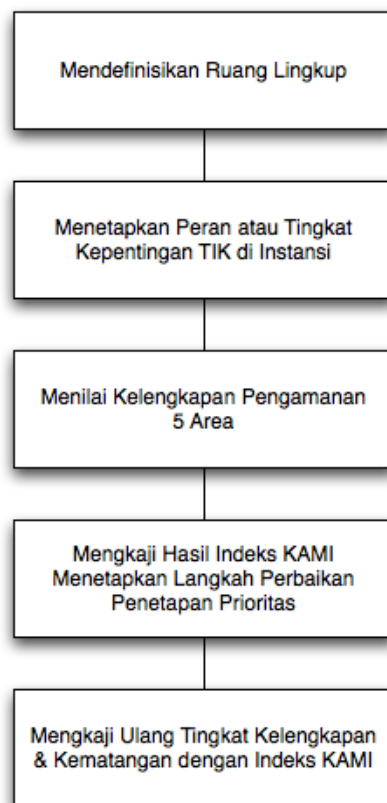 Mendefinisikan Ruang Lingkup
Menetapkan Peran atau Tingkat
Kepentingan TIK di Instansi
Menilai Kelengkapan Pengamanan
5 Area
Mengkaji Hasil Indeks KAMI
Menetapkan Langkah Perbaikan
Penetapan Prioritas
Mengkaji Ulang Tingkat Kelengkapan
& Kematangan dengan Indeks KAMI